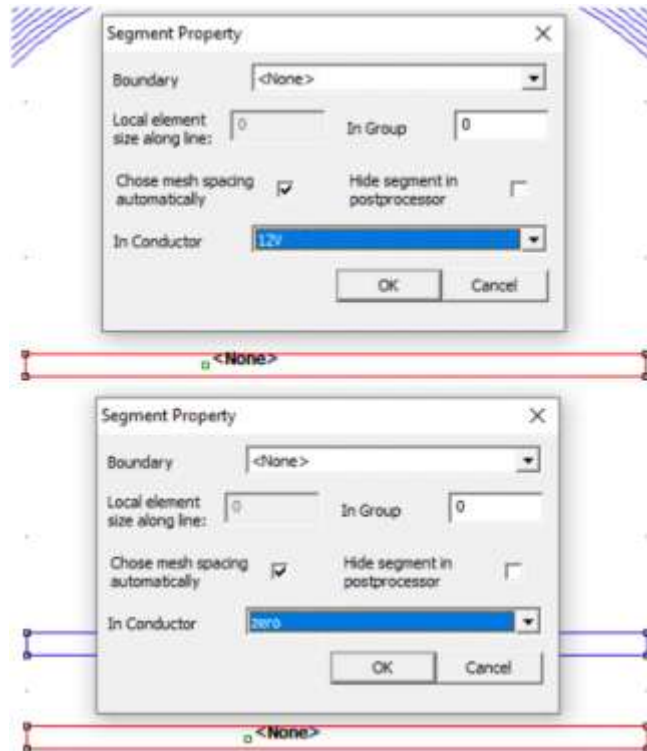 Segment Property
Boundary <None>
Local element
size along line: 0 In Group 0
Chose mesh spacing
automatically
Hide segment in
postprocessor
In Conductor 12V
OK Cancel
<None>
Segment Property
Boundary <None>
Local element
size along line: 0 In Group 0
Chose mesh spacing
automatically
Hide segment in
postprocessor
In Conductor zero
OK Cancel
<None>